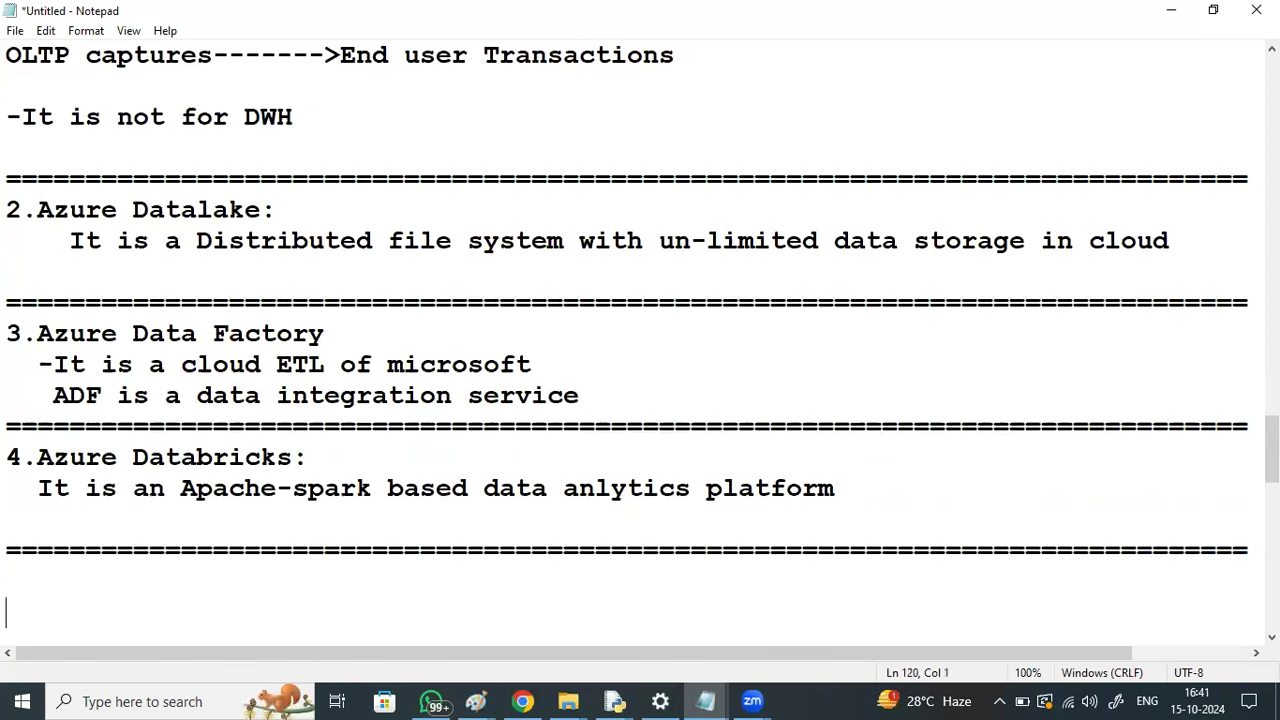 *Untitled - Notepad
File Edit Format View Help
OLTP captures------->End user Transactions
-It is not for DWH
==============================================================================
2.Azure Datalake:
It is a Distributed file system with un-limited data storage in cloud
==============================================================================
3.Azure Data Factory
-It is a cloud ETL of microsoft
ADF is a data integration service
==============================================================================
4.Azure Databricks:
It is an Apache-spark based data anlytics platform
==============================================================================
Ln 120, Col 1 100% Windows (CRLF) UTF-8
Type here to search 99+ zm 1 28°C Haze ENG 16:41
15-10-2024